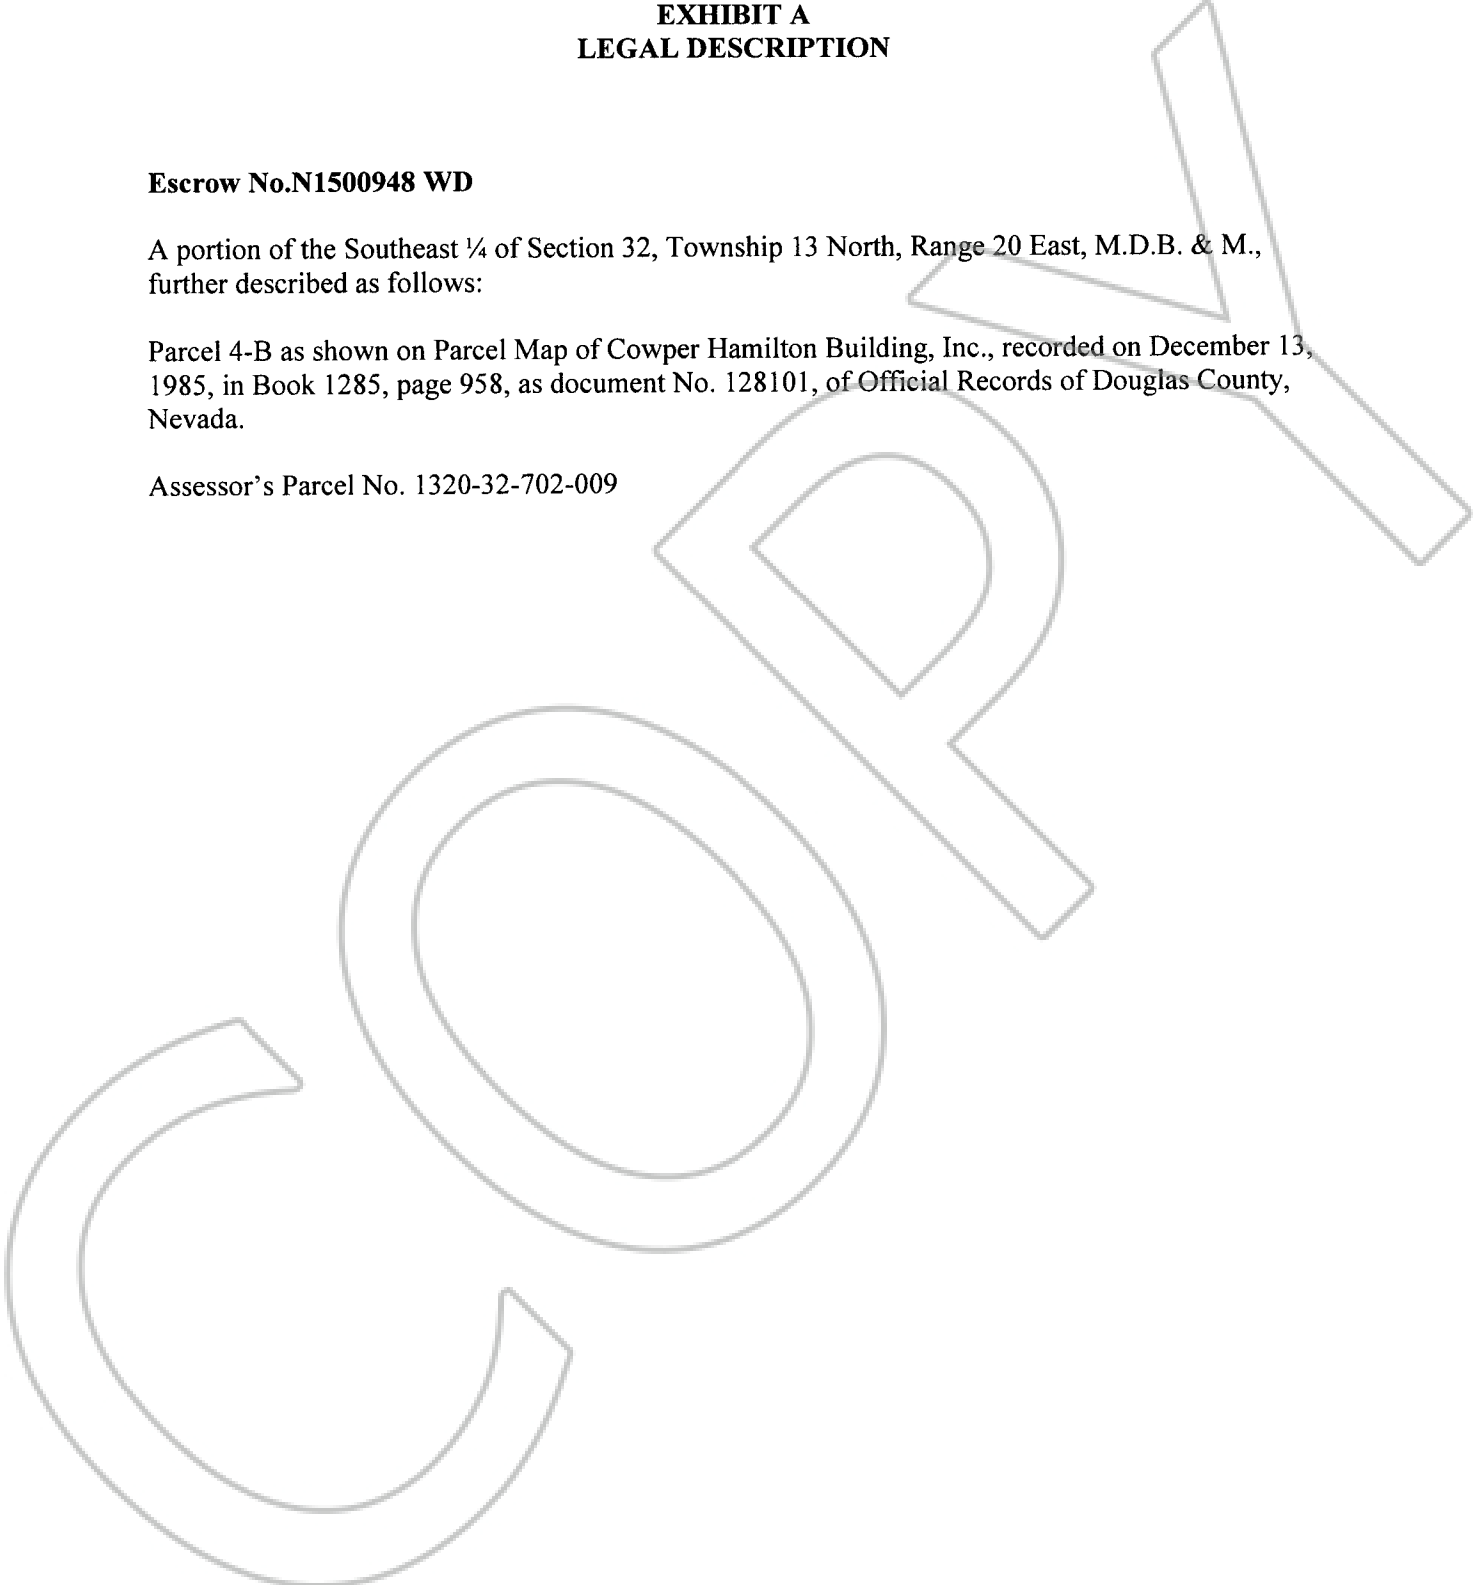 EXHIBIT A
LEGAL DESCRIPTION
Escrow No.N1500948 WD
A portion of the Southeast ¼ of Section 32, Township 13 North, Range 20 East, M.D.B. & M.,
further described as follows:
Parcel 4-B as shown on Parcel Map of Cowper Hamilton Building, Inc., recorded on December 13,
1985, in Book 1285, page 958, as document No. 128101, of Official Records of Douglas County,
Nevada.
Assessor's Parcel No. 1320-32-702-009
COPY